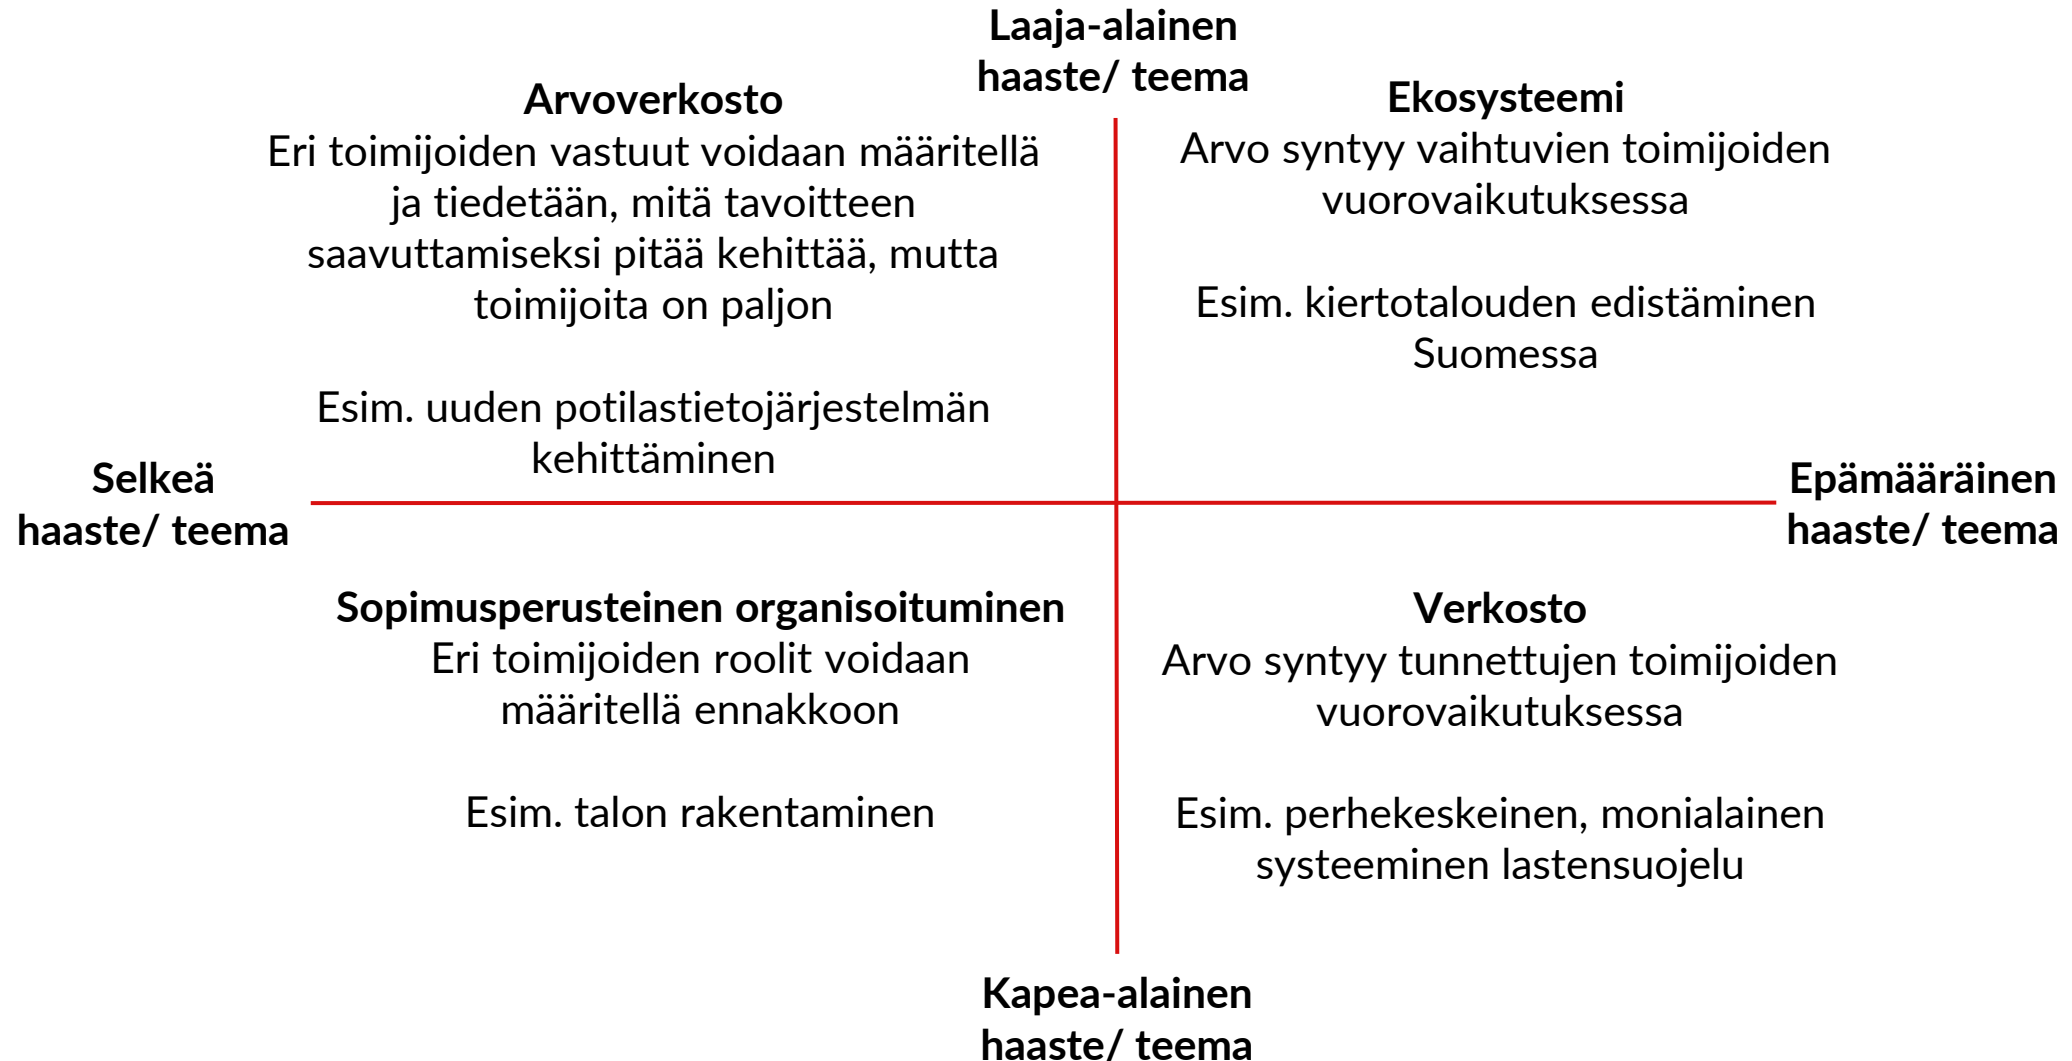 Laaja-alainen
haaste/ teema
Arvoverkosto
Eri toimijoiden vastuut voidaan määritellä
ja tiedetään, mitä tavoitteen
saavuttamiseksi pitää kehittää, mutta
toimijoita on paljon
Esim. uuden potilastietojärjestelmän
kehittäminen
Ekosysteemi
Arvo syntyy vaihtuvien toimijoiden
vuorovaikutuksessa
Esim. kiertotalouden edistäminen
Suomessa
Selkeä
haaste/ teema
Epämääräinen
haaste/ teema
Sopimusperusteinen organisoituminen
Eri toimijoiden roolit voidaan
määritellä ennakkoon
Esim. talon rakentaminen
Verkosto
Arvo syntyy tunnettujen toimijoiden
vuorovaikutuksessa
Esim. perhekeskeinen, monialainen
systeeminen lastensuojelu
Kapea-alainen
haaste/ teema